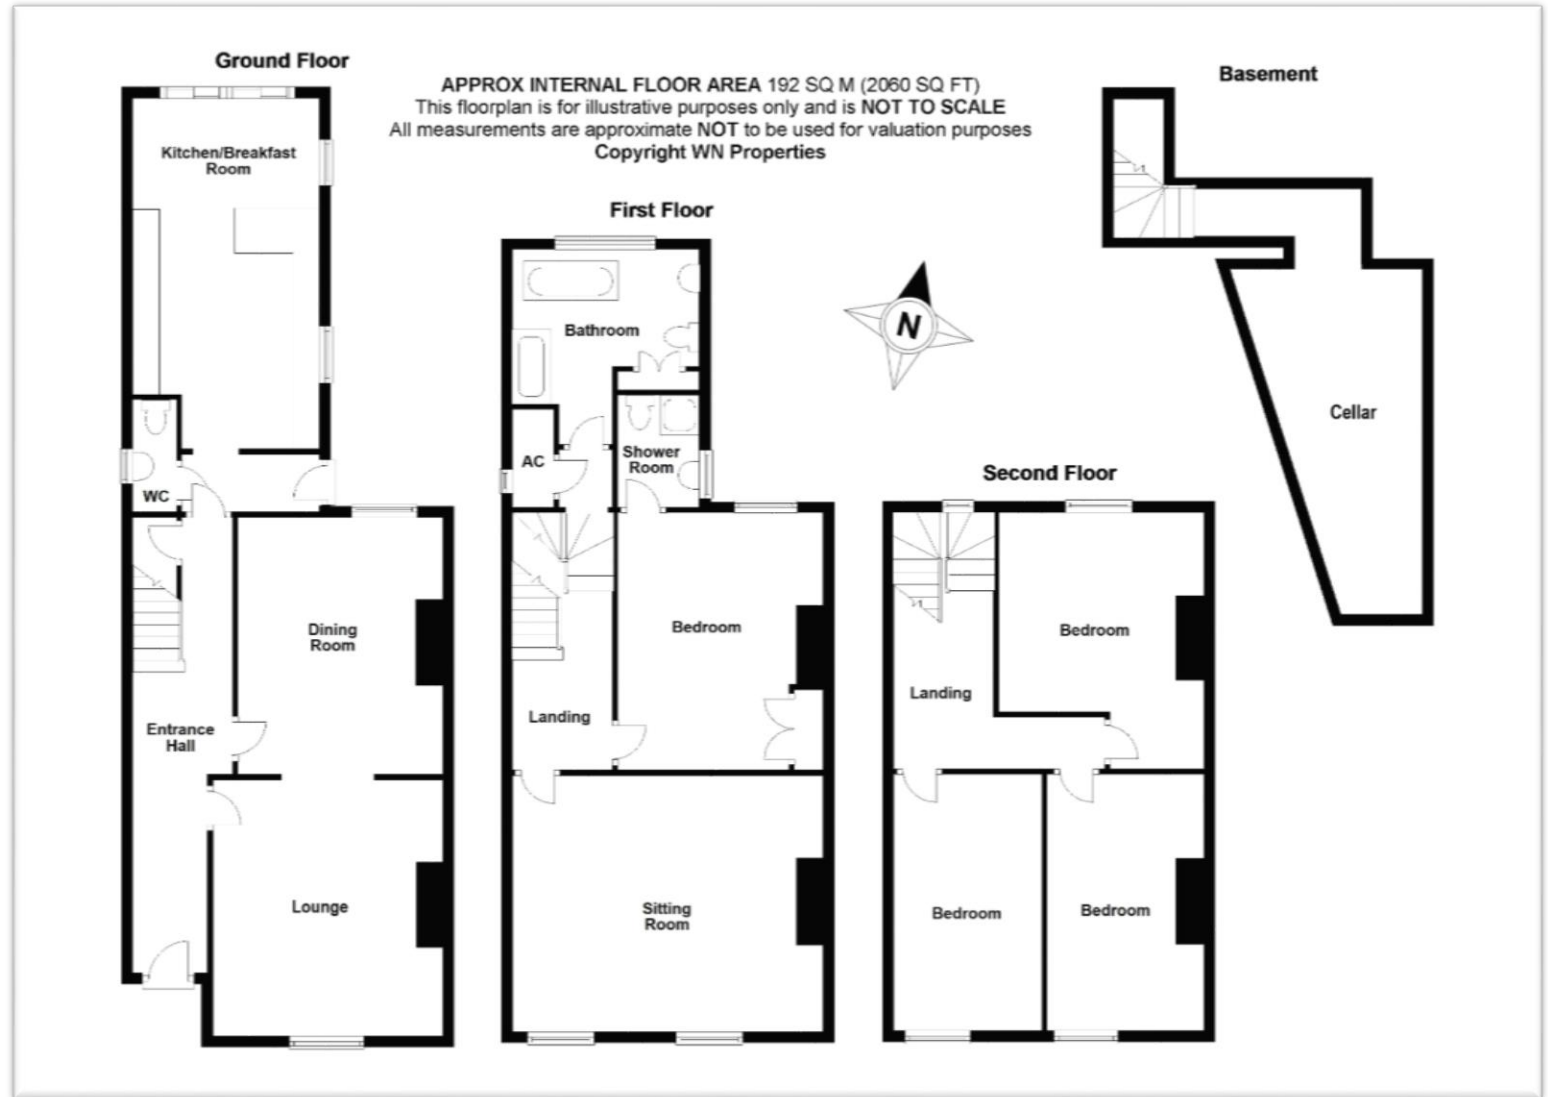 Ground Floor
APPROX INTERNAL FLOOR AREA 192 SQ M (2060 SQ FT)
This floorplan is for illustrative purposes only and is NOT TO SCALE
All measurements are approximate NOT to be used for valuation purposes
Copyright WN Properties
Basement
Kitchen/Breakfast
Room
WC
Dining
Room
Entrance
Hall
Lounge
First Floor
Bathroom
AC
Shower
Room
Bedroom
Landing
Sitting
Room
N
Second Floor
Bedroom
Landing
Bedroom
Bedroom
Cellar